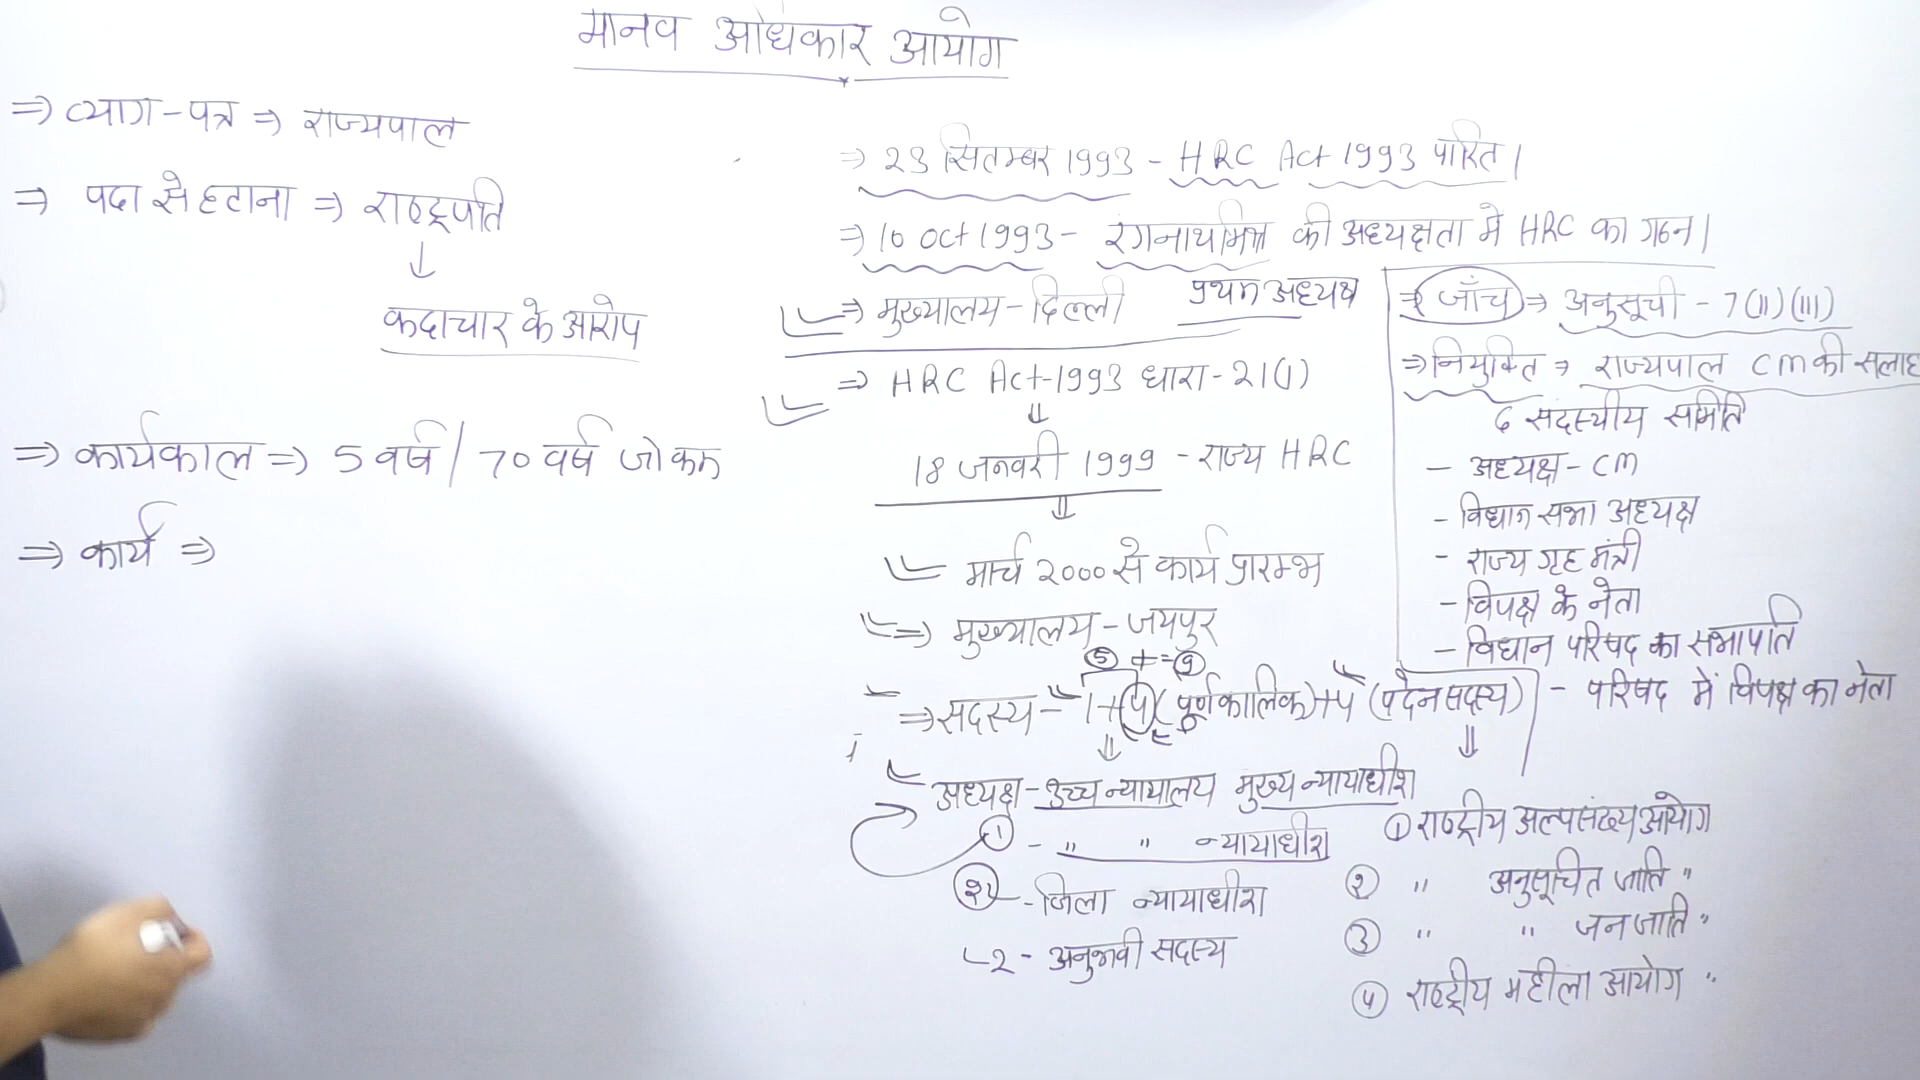 मानव अधिकार आयोग
⇒ त्याग-पत्र ⇒ राज्यपाल
⇒ पदा से हटाना ⇒ राष्ट्रपति
↓
कदाचार के आरोप
⇒ कार्यकाल ⇒ 5 वर्ष / 70 वर्ष जो कम
⇒ कार्य ⇒
⇒ 23 सितम्बर 1993 - HRC Act 1993 पारित।
⇒ 10 Oct 1993 - रंगनाथमिश्र की अध्यक्षता में HRC का गठन।
प्रथम अध्यक्ष
⇒ मुख्यालय - दिल्ली
⇒ HRC Act-1993 धारा - 21(1)
⇓
18 जनवरी 1999 - राज्य HRC
⇓
मार्च 2000 से कार्य प्रारम्भ
⇒ मुख्यालय - जयपुर
⑤ + = ⑨
⇒ सदस्य - 1+4 (पूर्णकालिक)+4 (पदेन सदस्य)
⇓ ⇓
अध्यक्ष - उच्च न्यायालय मुख्य न्यायाधीश
① - " " न्यायाधीश
② - जिला न्यायाधीश
2 - अनुभवी सदस्य
① राष्ट्रीय अल्पसंख्य आयोग
② " अनुसूचित जाति "
③ " " जनजाति "
④ राष्ट्रीय महीला आयोग "
⇒ जाँच ⇒ अनुसूची - 7(II)(III)
⇒ नियुक्ति ⇒ राज्यपाल CM की सलाह
6 सदस्यीय समिति
- अध्यक्ष - CM
- विधान सभा अध्यक्ष
- राज्य गृह मंत्री
- विपक्ष के नेता
- विधान परिषद का सभापति
- परिषद में विपक्ष का नेता